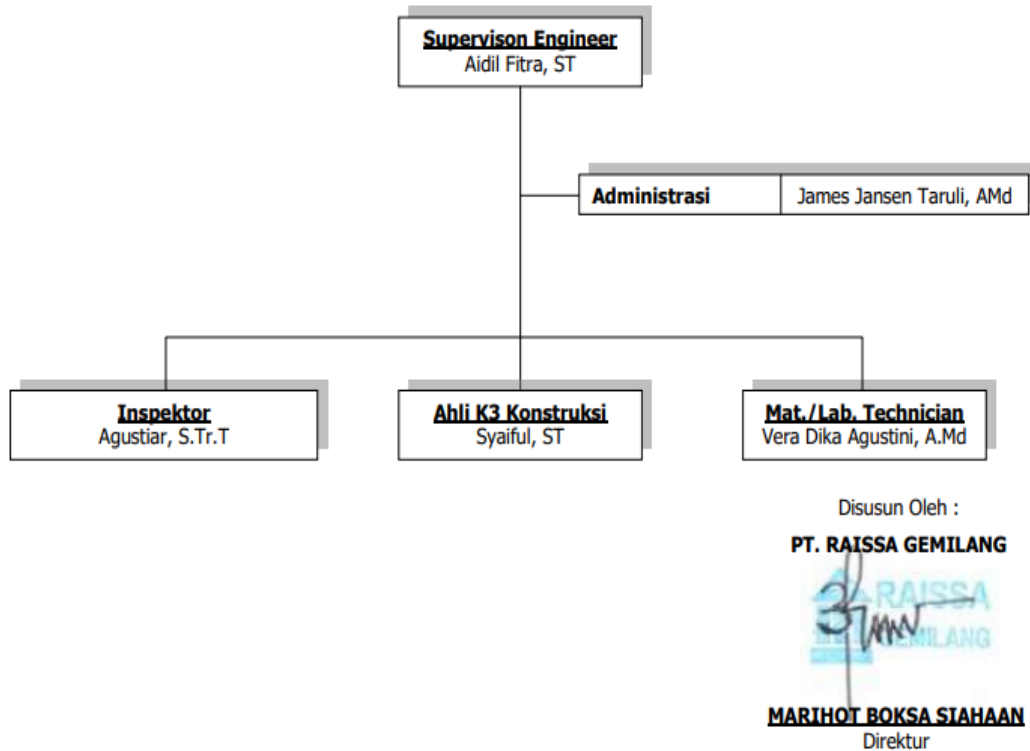 Supervison Engineer
Aidil Fitra, ST
Administrasi James Jansen Taruli, AMd
Inspektor
Agustiar, S.Tr.T
Ahli K3 Konstruksi
Syaiful, ST
Mat./Lab. Technician
Vera Dika Agustini, A.Md
Disusun Oleh :
PT. RAISSA GEMILANG
RAISSA
GEMILANG
MARIHOT BOKSA SIAHAAN
Direktur